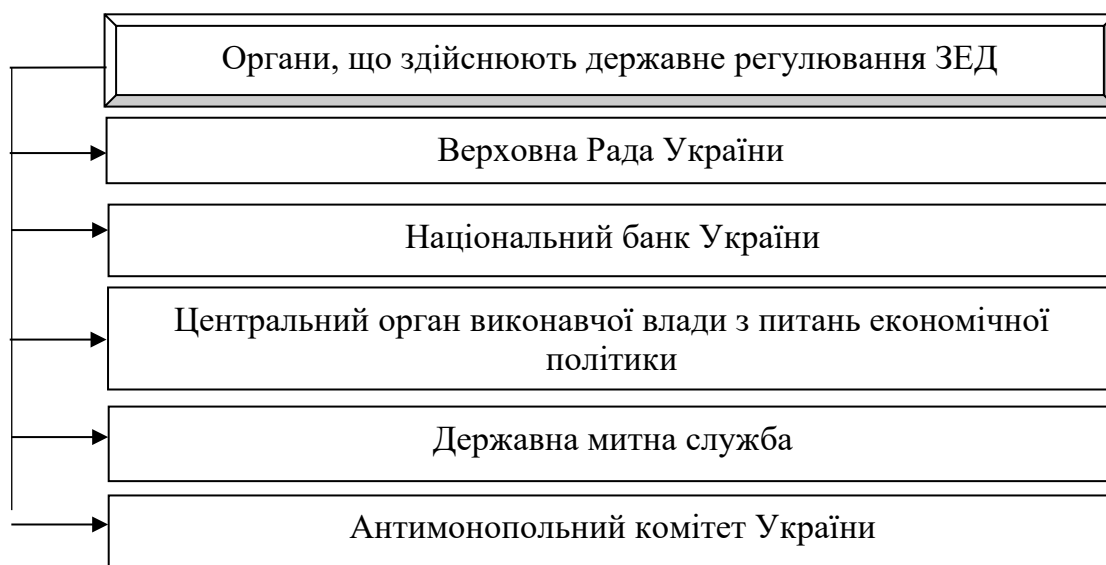 Органи, що здійснюють державне регулювання ЗЕД
Верховна Рада України
Національний банк України
Центральний орган виконавчої влади з питань економічної
політики
Державна митна служба
Антимонопольний комітет України